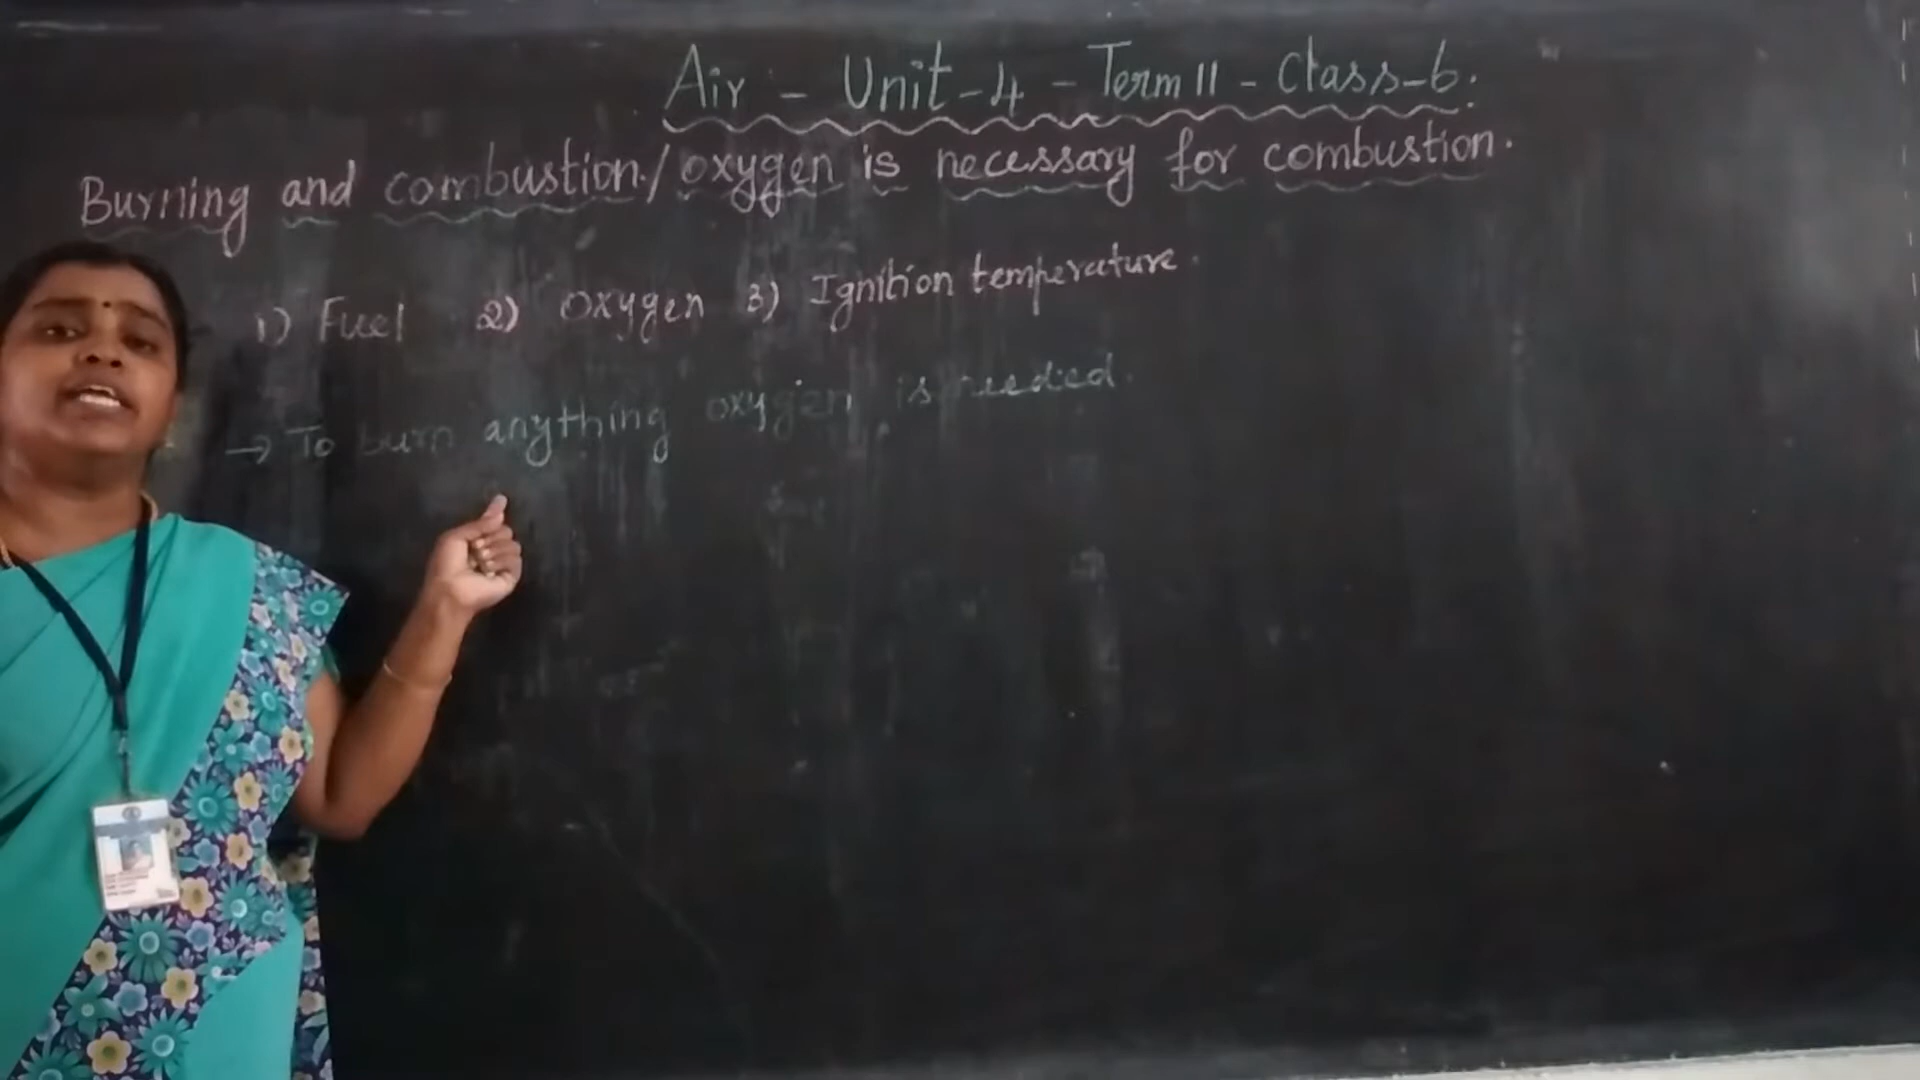 Air - Unit-4 - Term II - Class-6.
Burning and combustion./oxygen is necessary for combustion.
1) Fuel 2) Oxygen 3) Ignition temperature.
→ To burn anything oxygen is needed.